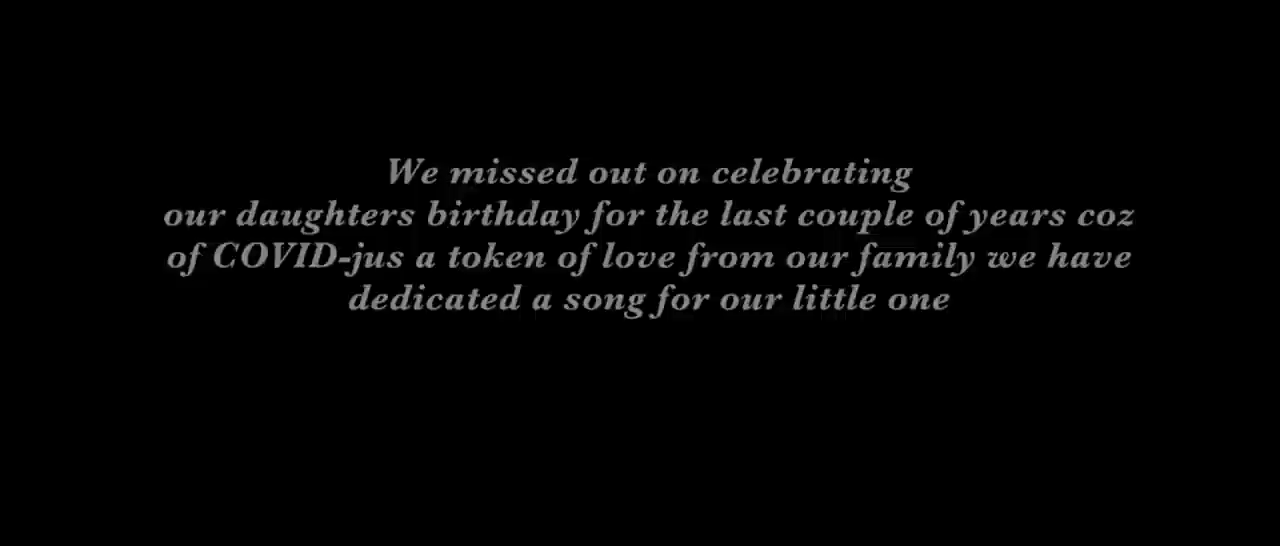 We missed out on celebrating
our daughters birthday for the last couple of years coz
of COVID-jus a token of love from our family we have
dedicated a song for our little one